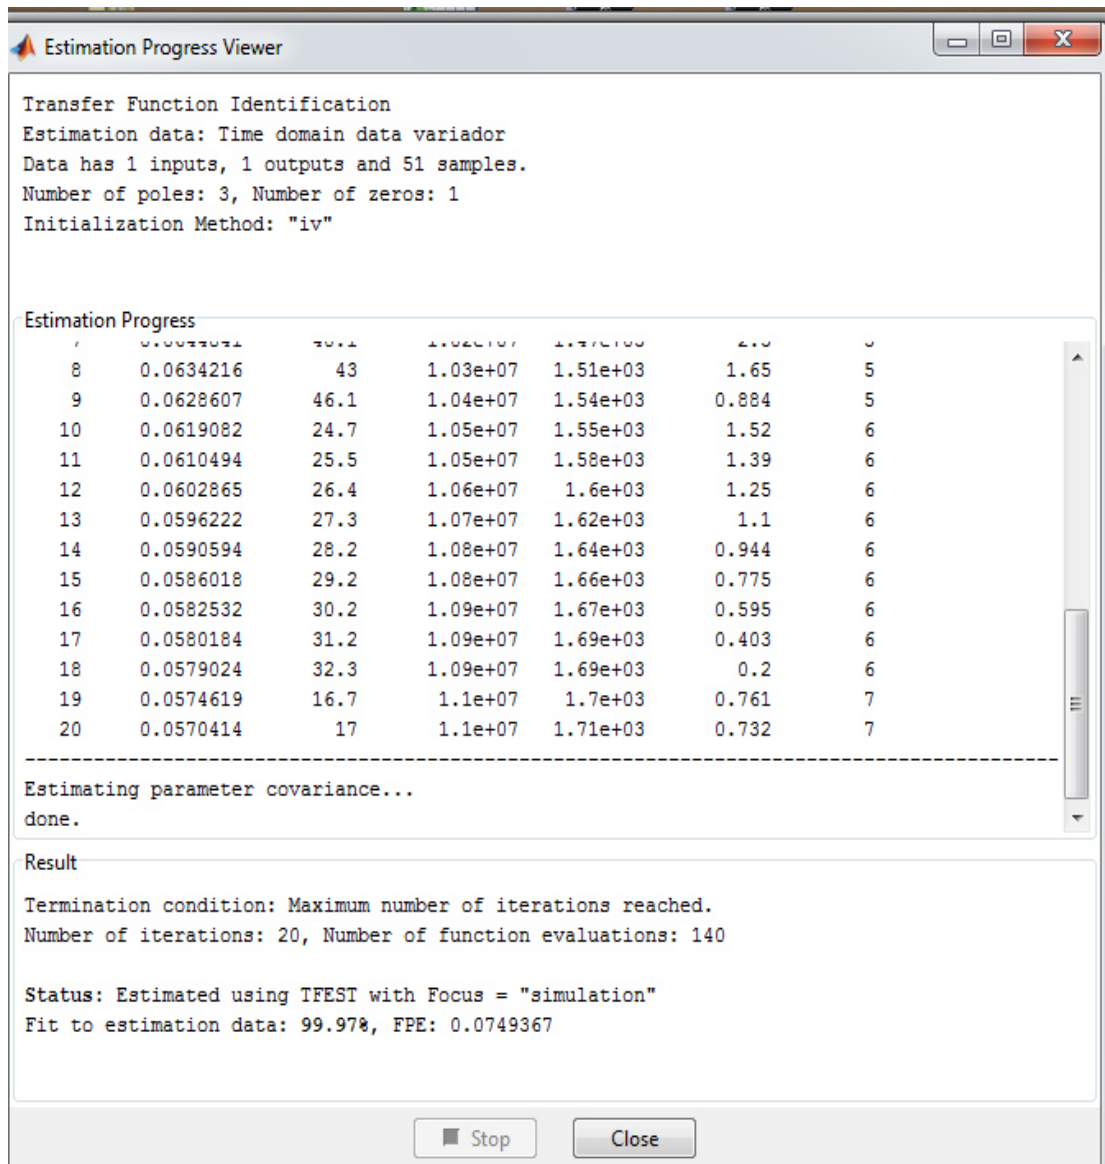 Estimation Progress Viewer
Transfer Function Identification
Estimation data: Time domain data variador
Data has 1 inputs, 1 outputs and 51 samples.
Number of poles: 3, Number of zeros: 1
Initialization Method: "iv"
Estimation Progress
8 0.0634216 43 1.03e+07 1.51e+03 1.65 5
9 0.0628607 46.1 1.04e+07 1.54e+03 0.884 5
10 0.0619082 24.7 1.05e+07 1.55e+03 1.52 6
11 0.0610494 25.5 1.05e+07 1.58e+03 1.39 6
12 0.0602865 26.4 1.06e+07 1.6e+03 1.25 6
13 0.0596222 27.3 1.07e+07 1.62e+03 1.1 6
14 0.0590594 28.2 1.08e+07 1.64e+03 0.944 6
15 0.0586018 29.2 1.08e+07 1.66e+03 0.775 6
16 0.0582532 30.2 1.09e+07 1.67e+03 0.595 6
17 0.0580184 31.2 1.09e+07 1.69e+03 0.403 6
18 0.0579024 32.3 1.09e+07 1.69e+03 0.2 6
19 0.0574619 16.7 1.1e+07 1.7e+03 0.761 7
20 0.0570414 17 1.1e+07 1.71e+03 0.732 7
------------------------------------------------------------------------------------------
Estimating parameter covariance...
done.
Result
Termination condition: Maximum number of iterations reached.
Number of iterations: 20, Number of function evaluations: 140
Status: Estimated using TFEST with Focus = "simulation"
Fit to estimation data: 99.97%, FPE: 0.0749367
Stop
Close